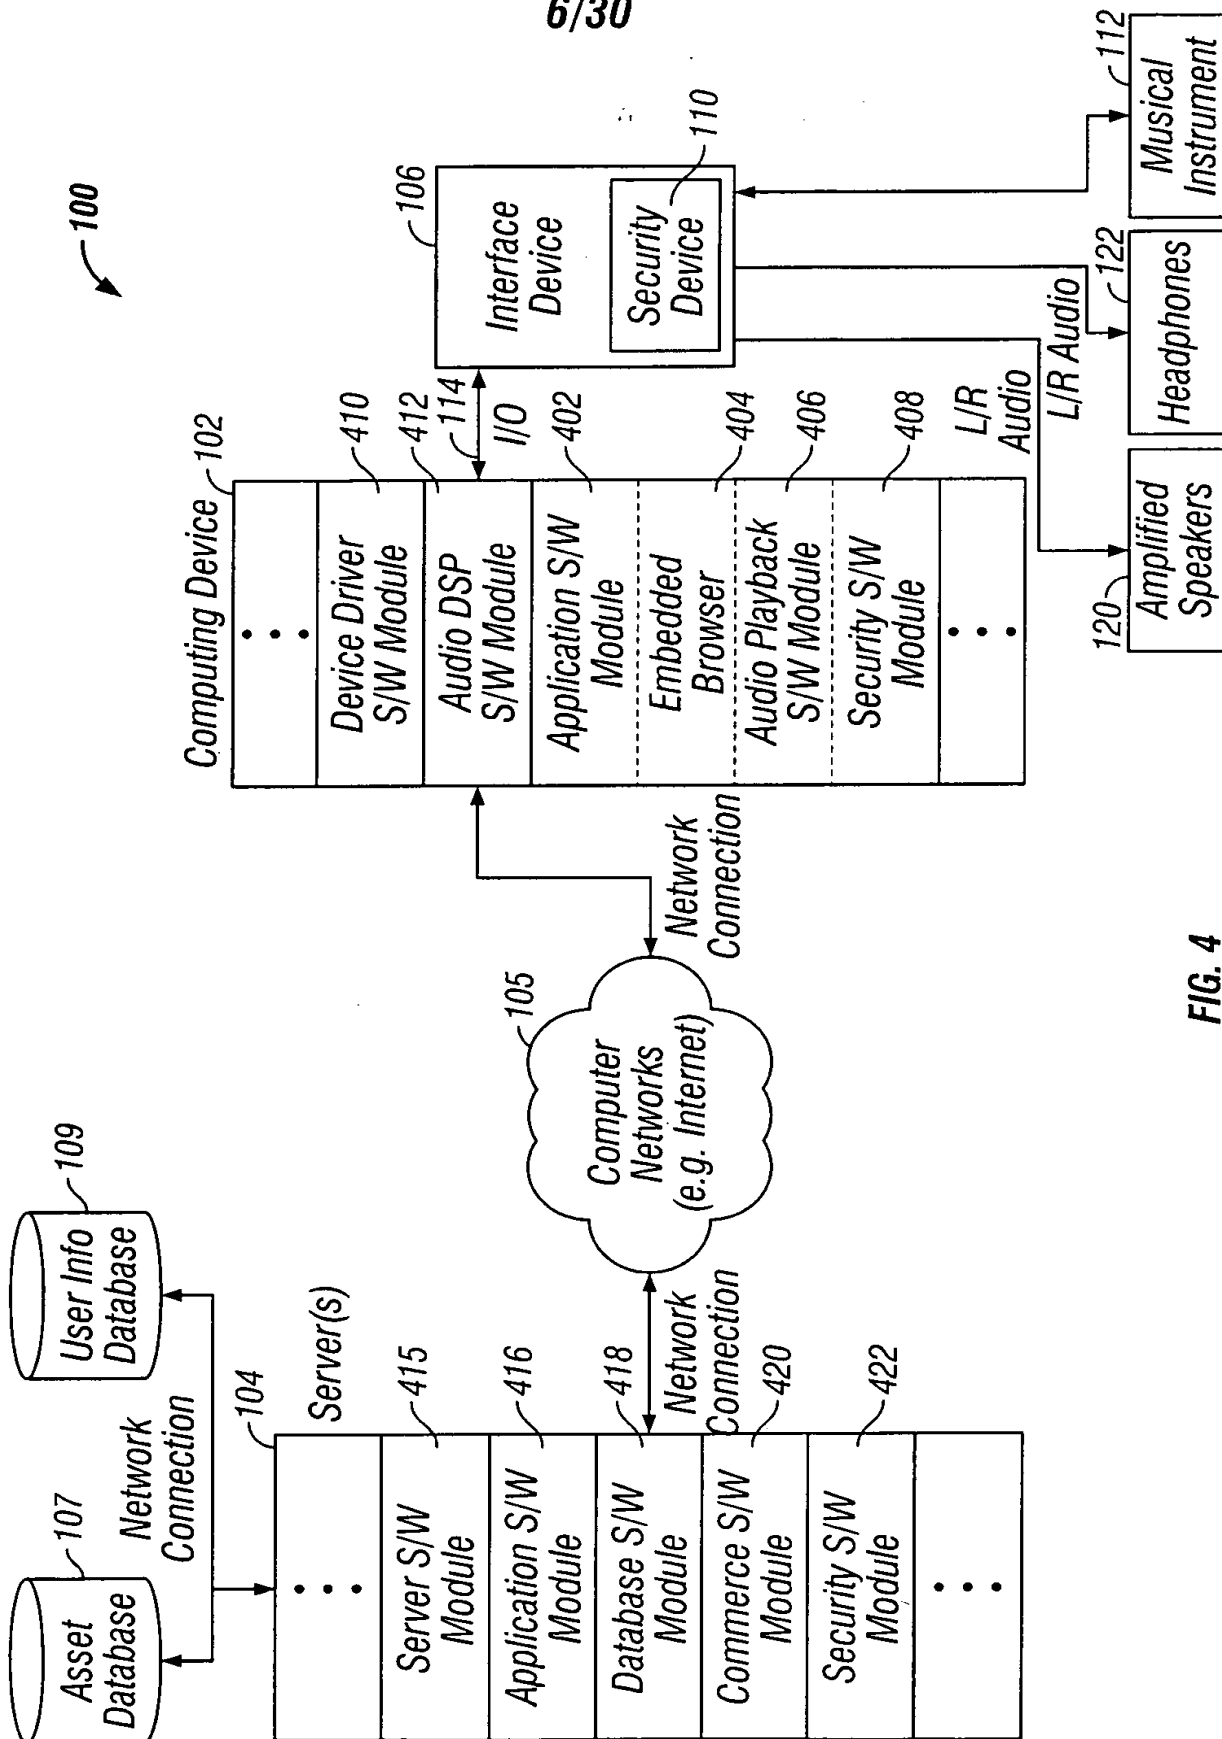 6/30
100
Asset
Database
107
User Info
Database
109
Network
Connection
104
Server(s)
Server S/W
Module
415
Application S/W
Module
416
Database S/W
Module
418
Commerce S/W
Module
420
Security S/W
Module
422
Network
Connection
105
Computer
Networks
(e.g. Internet)
Network
Connection
Computing Device
102
Device Driver
S/W Module
410
Audio DSP
S/W Module
412
Application S/W
Module
402
Embedded
Browser
404
Audio Playback
S/W Module
406
Security S/W
Module
408
114
I/O
106
Interface
Device
Security
Device
110
L/R
Audio
L/R Audio
120
Amplified
Speakers
Headphones
122
Musical
Instrument
112
FIG. 4